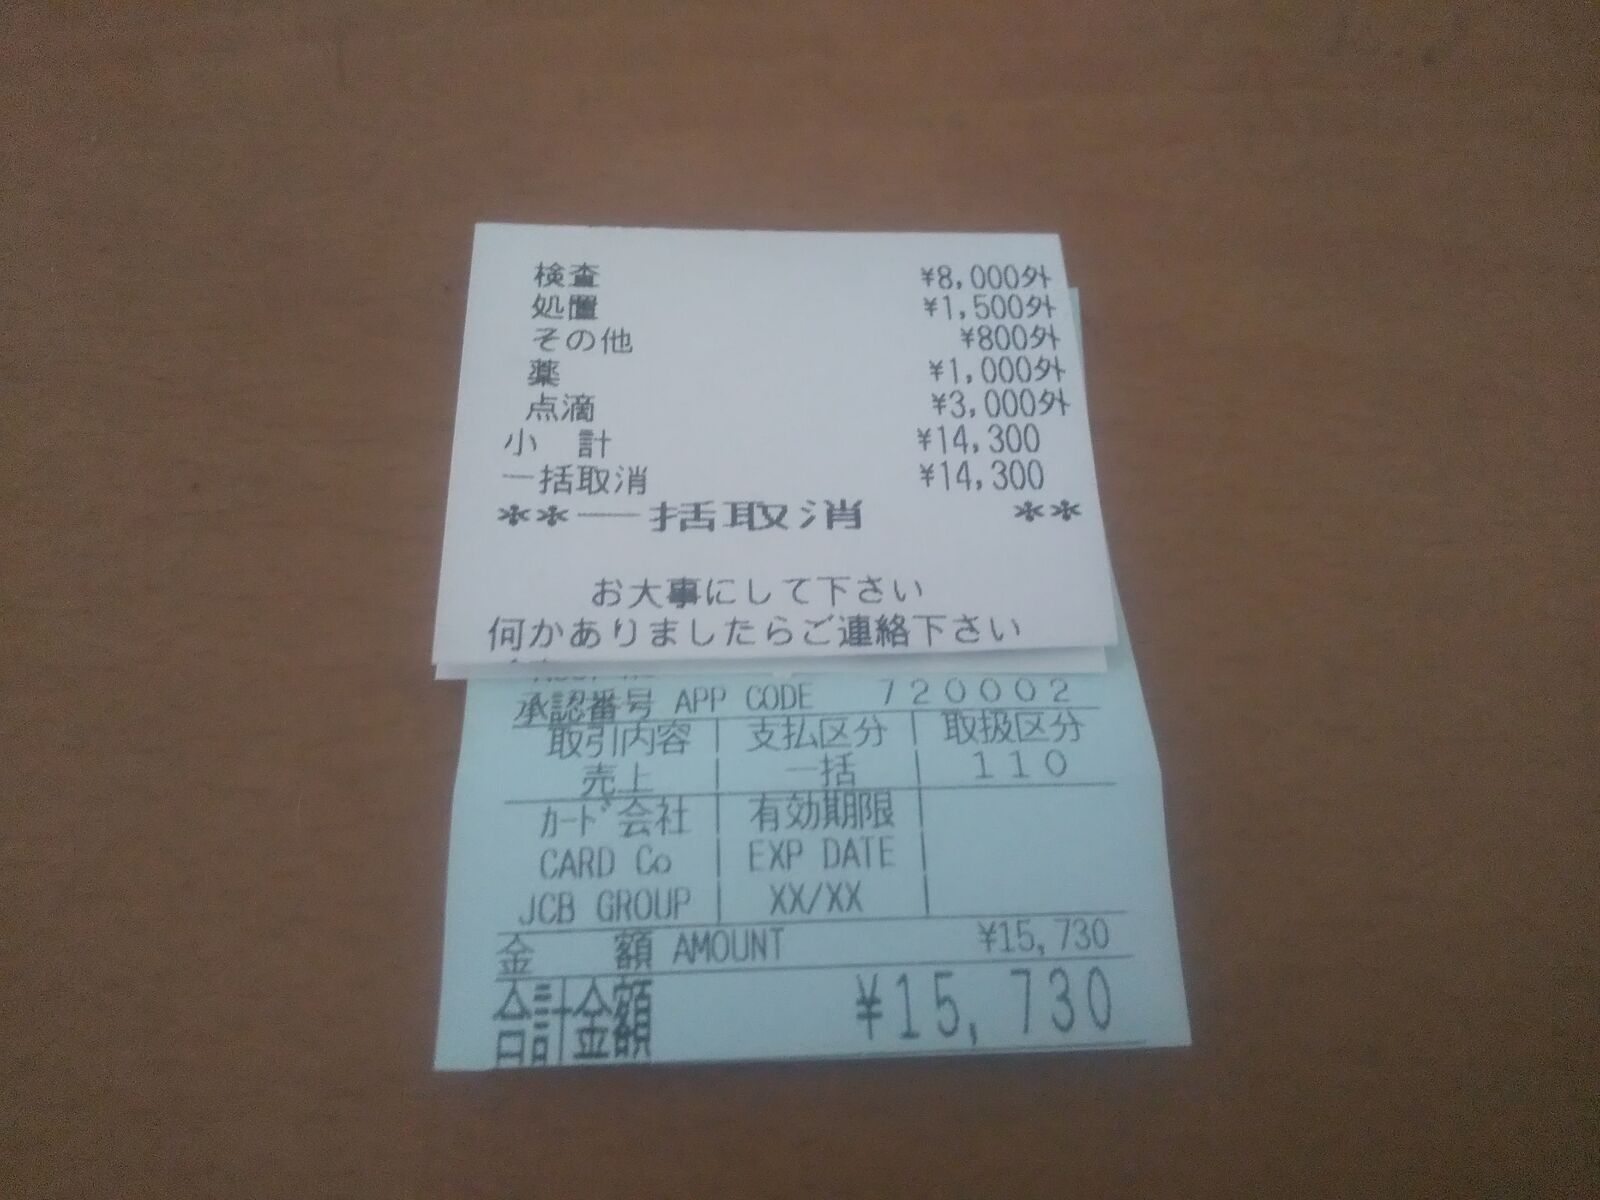 検査 ¥8,000外
処置 ¥1,500外
その他 ¥800外
薬 ¥1,000外
点滴 ¥3,000外
小 計 ¥14,300
一括取消 ¥14,300
**一括取消 **
お大事にして下さい
何かありましたらご連絡下さい
承認番号 APP CODE 720002
取引内容 | 支払区分 | 取扱区分
売上 | 一括 | 110
カード会社 | 有効期限 |
CARD Co | EXP DATE |
JCB GROUP | XX/XX |
金 額 AMOUNT ¥15,730
合計金額 ¥15,730